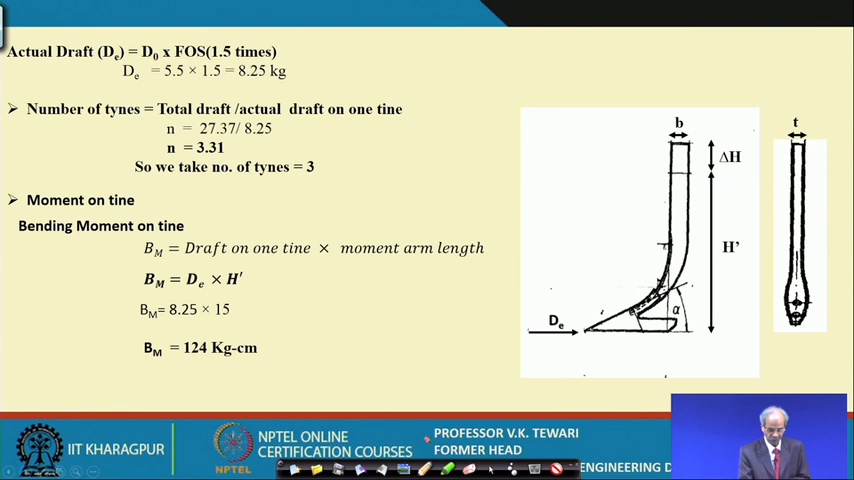 Actual Draft (De) = D0 x FOS(1.5 times)
De = 5.5 × 1.5 = 8.25 kg
➢ Number of tynes = Total draft /actual draft on one tine
n = 27.37/ 8.25
n = 3.31
So we take no. of tynes = 3
➢ Moment on tine
Bending Moment on tine
BM = Draft on one tine × moment arm length
BM = De × H'
BM= 8.25 × 15
BM = 124 Kg-cm
b
t
ΔH
H'
α
De
IIT KHARAGPUR
NPTEL
NPTEL ONLINE
CERTIFICATION COURSES
PROFESSOR V.K. TEWARI
FORMER HEAD
ENGINEERING D